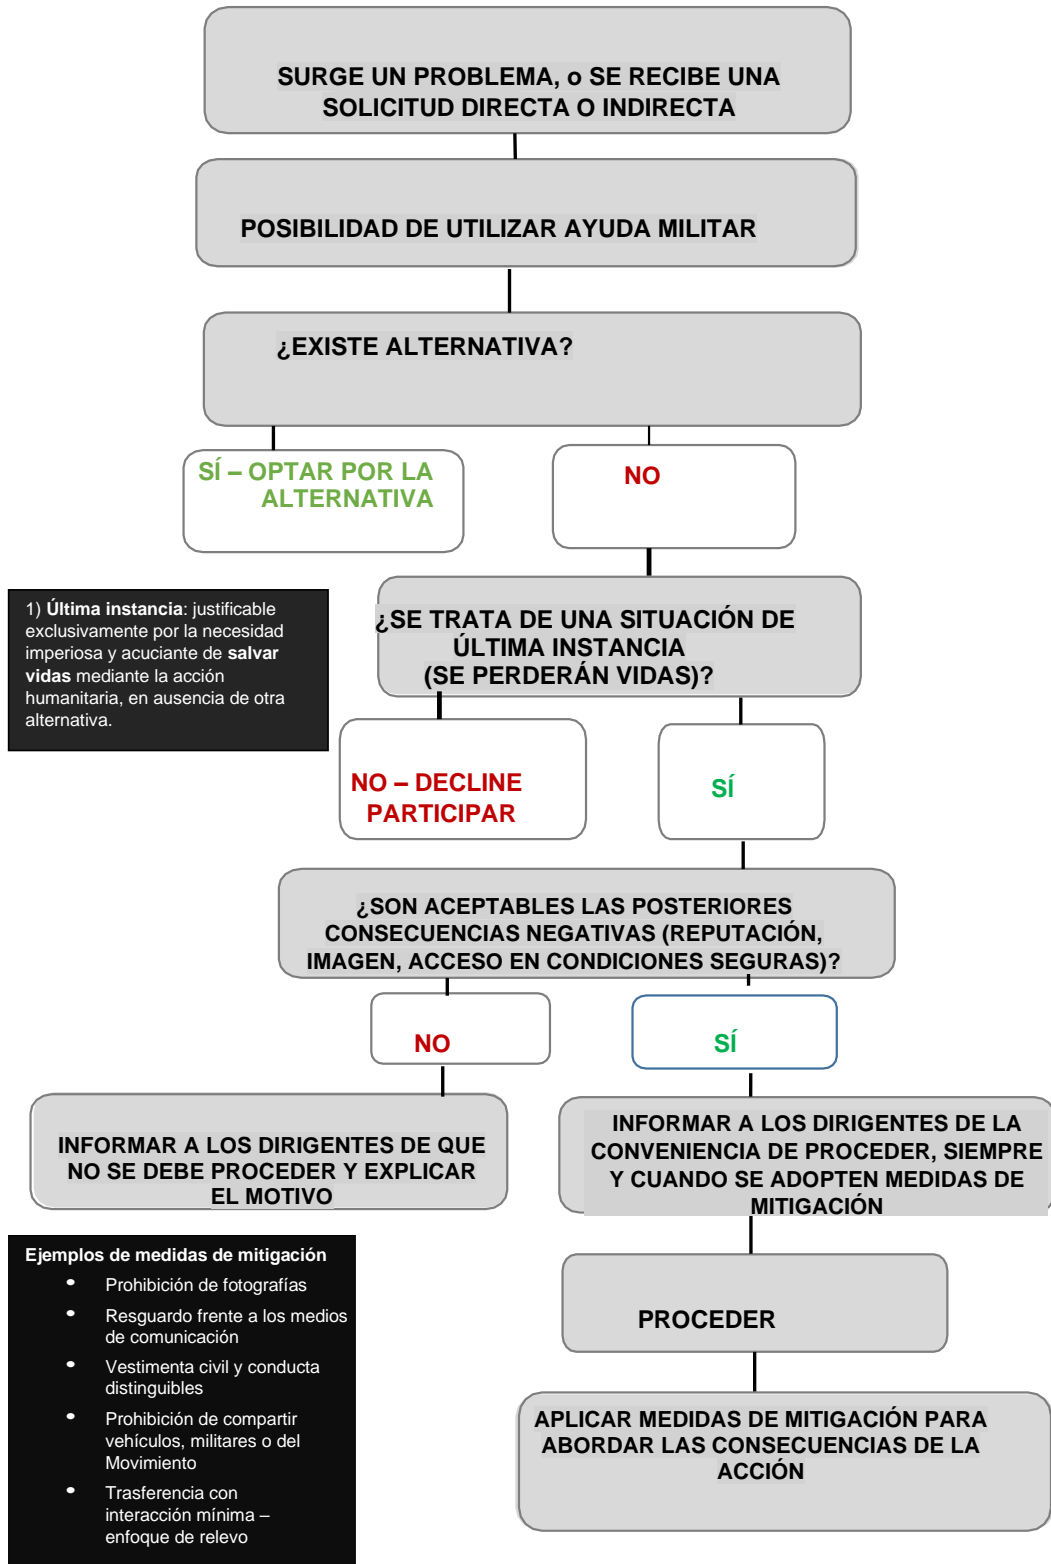 SURGE UN PROBLEMA, o SE RECIBE UNA
SOLICITUD DIRECTA O INDIRECTA
POSIBILIDAD DE UTILIZAR AYUDA MILITAR
¿EXISTE ALTERNATIVA?
SÍ – OPTAR POR LA
ALTERNATIVA
NO
1) Última instancia: justificable
exclusivamente por la necesidad
imperiosa y acuciante de salvar
vidas mediante la acción
humanitaria, en ausencia de otra
alternativa.
¿SE TRATA DE UNA SITUACIÓN DE
ÚLTIMA INSTANCIA
(SE PERDERÁN VIDAS)?
NO – DECLINE
PARTICIPAR
SÍ
¿SON ACEPTABLES LAS POSTERIORES
CONSECUENCIAS NEGATIVAS (REPUTACIÓN,
IMAGEN, ACCESO EN CONDICIONES SEGURAS)?
NO
SÍ
INFORMAR A LOS DIRIGENTES DE QUE
NO SE DEBE PROCEDER Y EXPLICAR
EL MOTIVO
INFORMAR A LOS DIRIGENTES DE LA
CONVENIENCIA DE PROCEDER, SIEMPRE
Y CUANDO SE ADOPTEN MEDIDAS DE
MITIGACIÓN
Ejemplos de medidas de mitigación
• Prohibición de fotografías
• Resguardo frente a los medios
de comunicación
• Vestimenta civil y conducta
distinguibles
• Prohibición de compartir
vehículos, militares o del
Movimiento
• Trasferencia con
interacción mínima –
enfoque de relevo
PROCEDER
APLICAR MEDIDAS DE MITIGACIÓN PARA
ABORDAR LAS CONSECUENCIAS DE LA
ACCIÓN